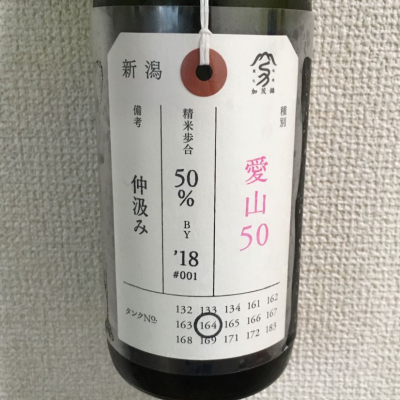 新潟
加茂錦
種別
愛山50
精米歩合
50%
BY
'18
#001
備考
仲汲み
タンクNo.
132 133 134 161 162
163 164 165 166 167
168 169 171 172 183